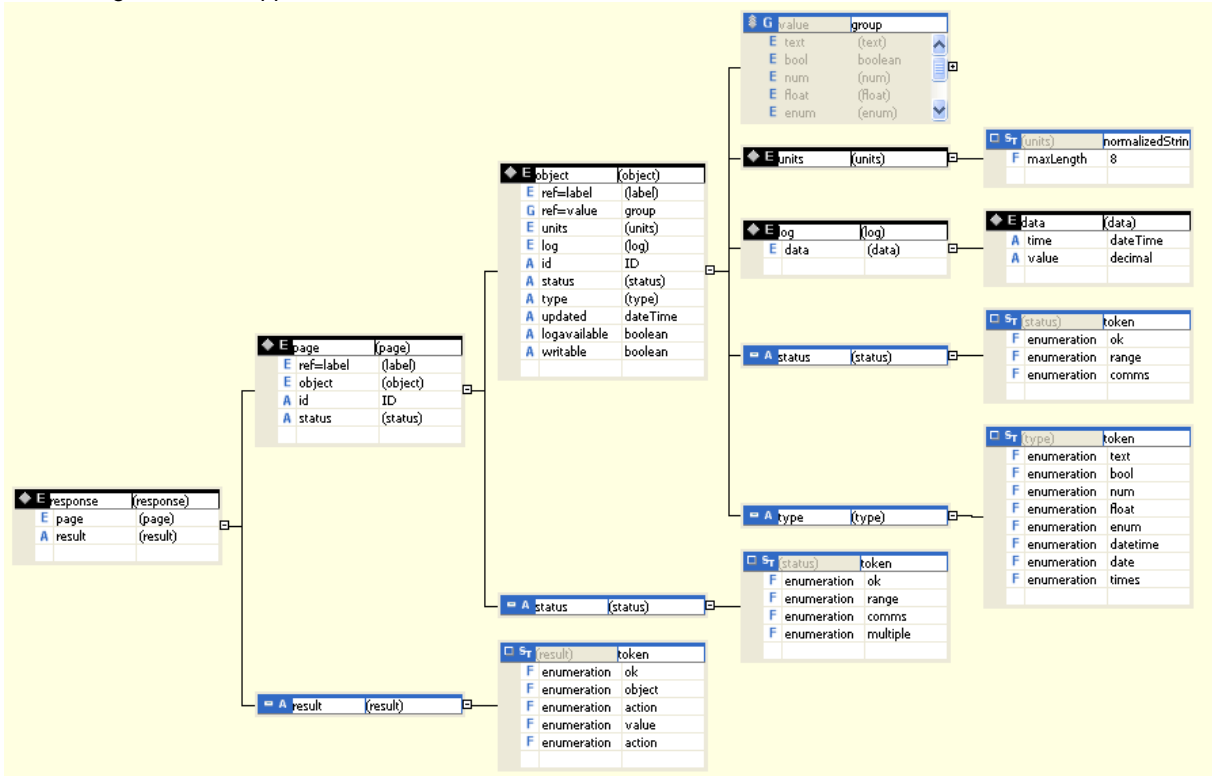 G value group
E text (text)
E bool boolean
E num (num)
E float (float)
E enum (enum)
E units (units)
ST (units) normalizedStrin
F maxLength 8
E object (object)
E ref=label (label)
G ref=value group
E units (units)
E log (log)
A id ID
A status (status)
A type (type)
A updated dateTime
A logavailable boolean
A writable boolean
E log (log)
E data (data)
E data (data)
A time dateTime
A value decimal
A status (status)
ST (status) token
F enumeration ok
F enumeration range
F enumeration comms
E page (page)
E ref=label (label)
E object (object)
A id ID
A status (status)
A type (type)
ST (type) token
F enumeration text
F enumeration bool
F enumeration num
F enumeration float
F enumeration enum
F enumeration datetime
F enumeration date
F enumeration times
E response (response)
E page (page)
A result (result)
A status (status)
ST (status) token
F enumeration ok
F enumeration range
F enumeration comms
F enumeration multiple
A result (result)
ST (result) token
F enumeration ok
F enumeration object
F enumeration action
F enumeration value
F enumeration action